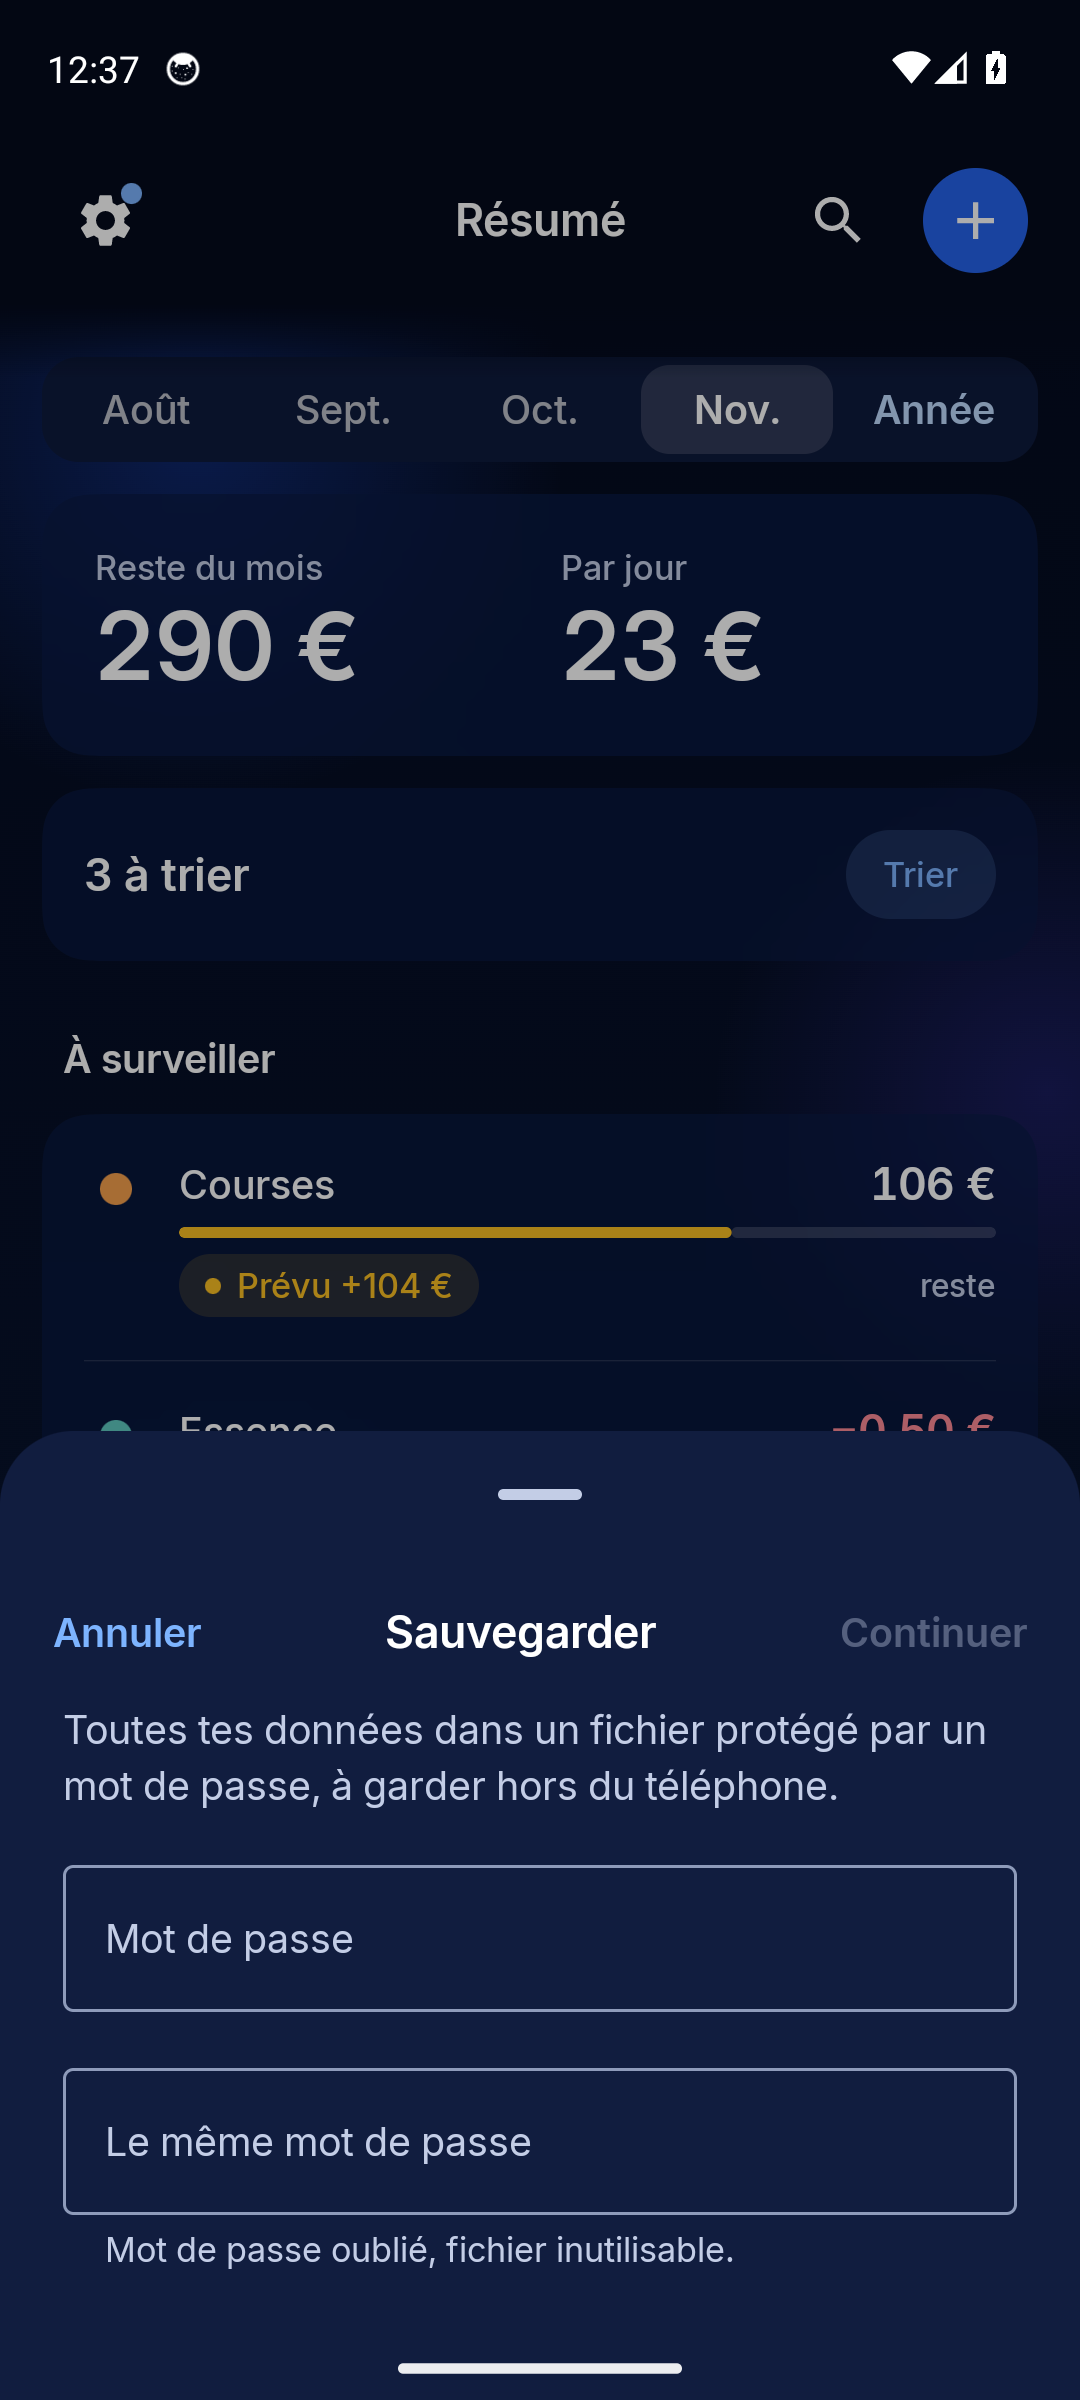 12:37
Résumé
Août Sept. Oct. Nov. Année
Reste du mois Par jour
290 € 23 €
3 à trier Trier
À surveiller
Courses 106 €
Prévu +104 € reste
Essence −0,50 €
Annuler Sauvegarder Continuer
Toutes tes données dans un fichier protégé par un
mot de passe, à garder hors du téléphone.
Mot de passe
Le même mot de passe
Mot de passe oublié, fichier inutilisable.